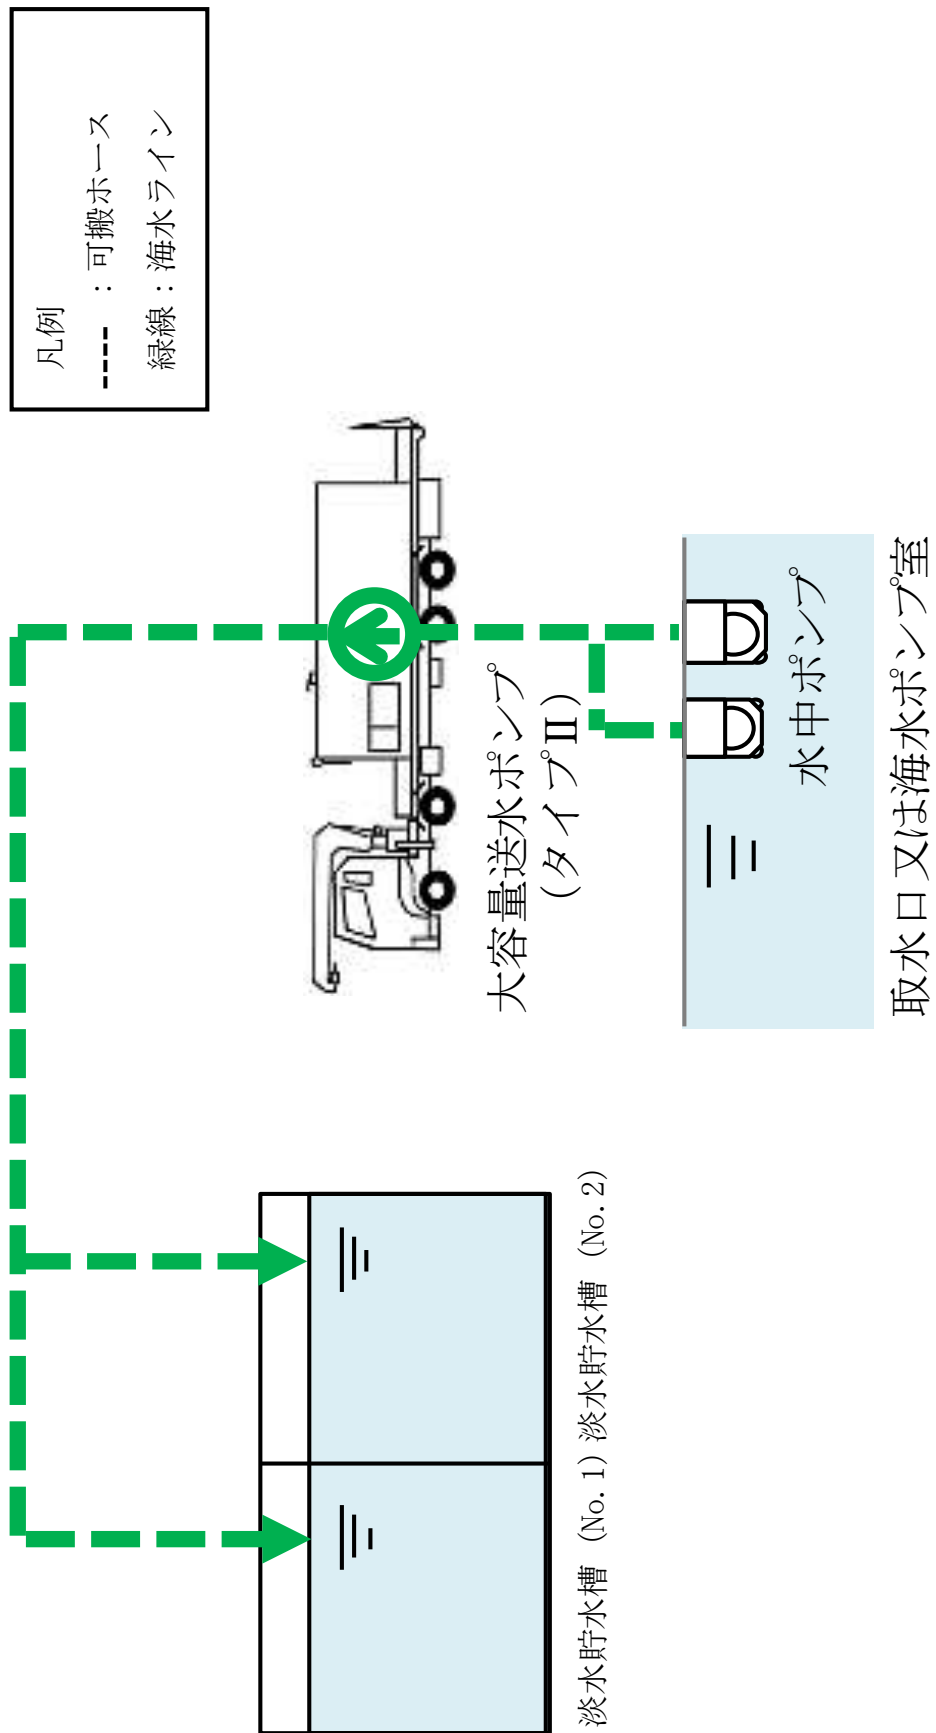 凡例
：可搬ホース
緑線：海水ライン
大容量送水ポンプ
（タイプⅡ）
水中ポンプ
取水口又は海水ポンプ室
淡水貯水槽（No.1）淡水貯水槽（No.2）